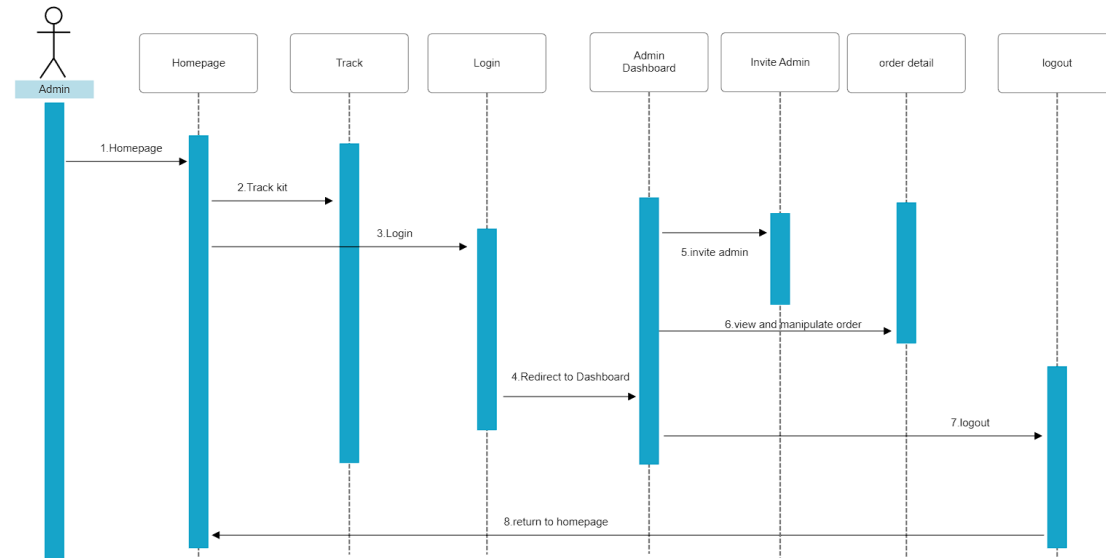 Admin
Homepage
Track
Login
Admin
Dashboard
Invite Admin
order detail
logout
1.Homepage
2.Track kit
3.Login
5.invite admin
6.view and manipulate order
4.Redirect to Dashboard
7.logout
8.return to homepage